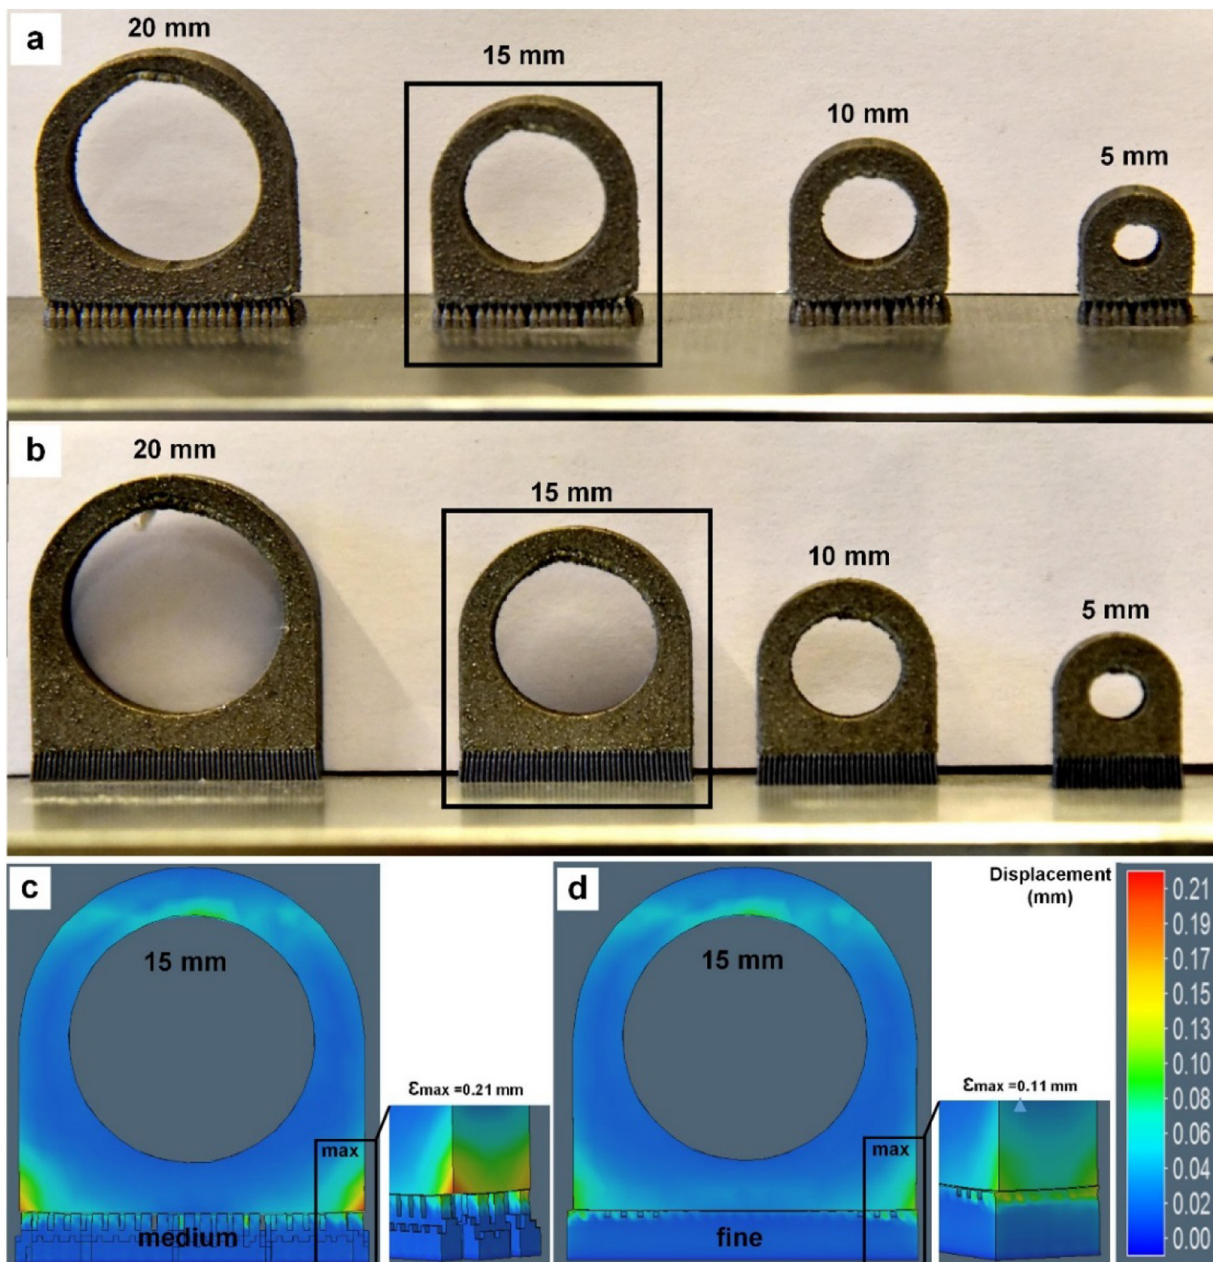 a
20 mm
15 mm
10 mm
5 mm
b
20 mm
15 mm
10 mm
5 mm
c
15 mm
εmax =0.21 mm
max
medium
d
15 mm
εmax =0.11 mm
max
fine
Displacement
(mm)
0.21
0.19
0.17
0.15
0.13
0.10
0.08
0.06
0.04
0.02
0.00